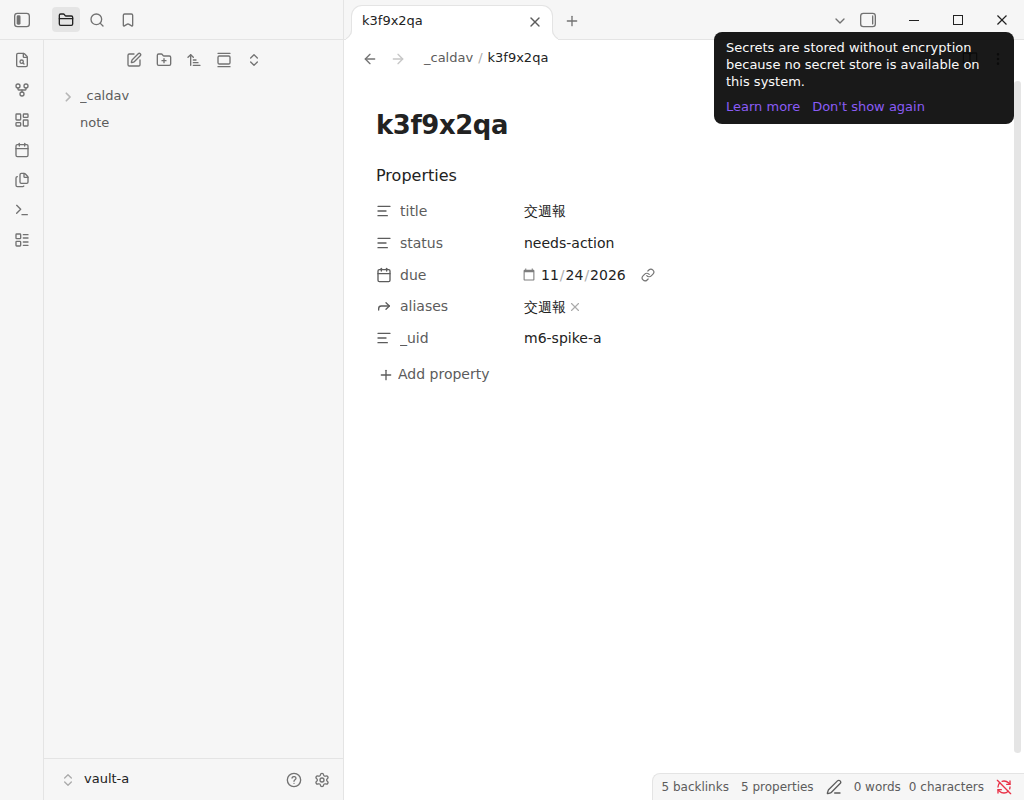 k3f9x2qa
Secrets are stored without encryption
because no secret store is available on
this system.
Learn more Don't show again
_caldav / k3f9x2qa
_caldav
note
k3f9x2qa
Properties
title 交週報
status needs-action
due 11/24/2026
aliases 交週報
_uid m6-spike-a
Add property
vault-a
5 backlinks 5 properties 0 words 0 characters